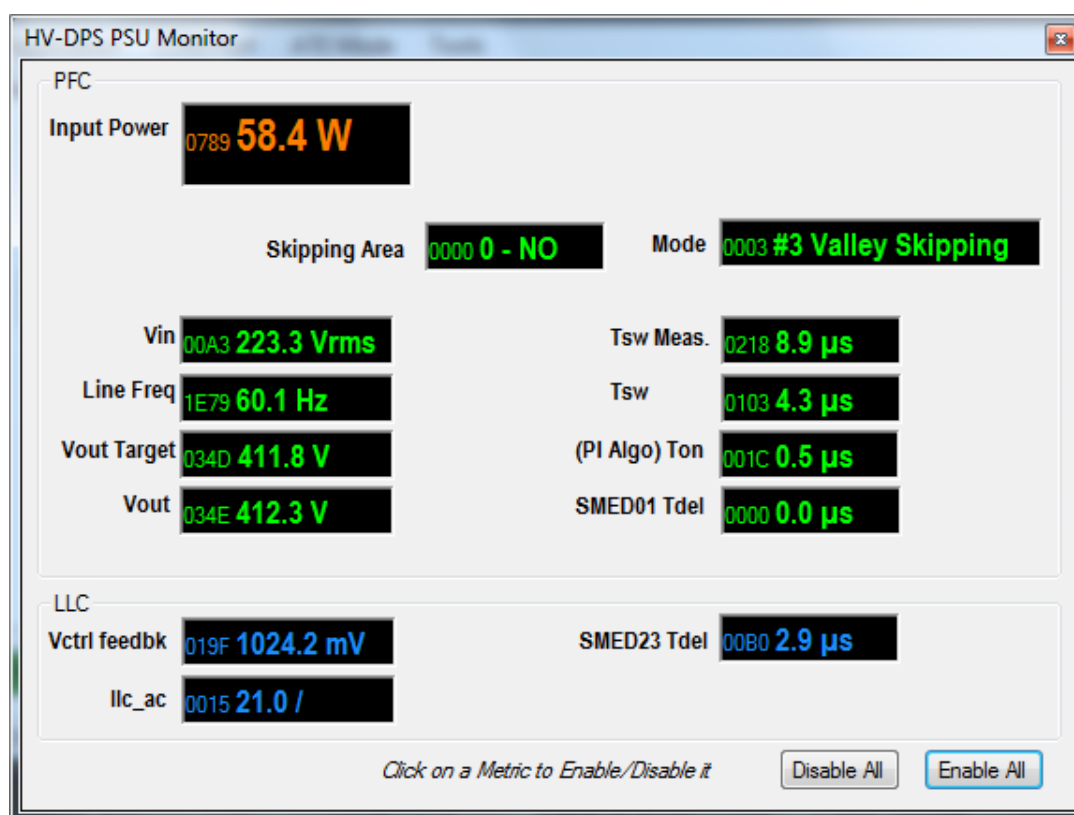 HV-DPS PSU Monitor
PFC
Input Power 0789 58.4 W
Skipping Area 0000 0 - NO Mode 0003 #3 Valley Skipping
Vin 00A3 223.3 Vrms Tsw Meas. 0218 8.9 µs
Line Freq 1E79 60.1 Hz Tsw 0103 4.3 µs
Vout Target 034D 411.8 V (PI Algo) Ton 001C 0.5 µs
Vout 034E 412.3 V SMED01 Tdel 0000 0.0 µs
LLC
Vctrl feedbk 019F 1024.2 mV SMED23 Tdel 00B0 2.9 µs
llc_ac 0015 21.0 /
Click on a Metric to Enable/Disable it Disable All Enable All